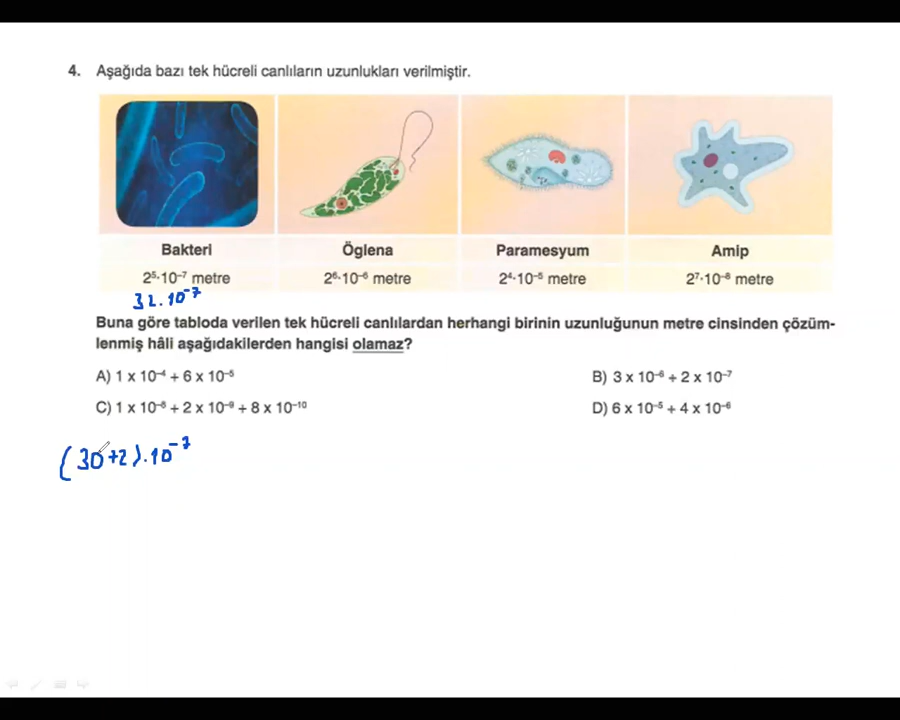 4. Aşağıda bazı tek hücreli canlıların uzunlukları verilmiştir.
Bakteri Öglena Paramesyum Amip
2⁵·10⁻⁷ metre 2⁶·10⁻⁶ metre 2⁴·10⁻⁵ metre 2⁷·10⁻⁸ metre
32.10⁻⁷
Buna göre tabloda verilen tek hücreli canlılardan herhangi birinin uzunluğunun metre cinsinden çözüm-
lenmiş hâli aşağıdakilerden hangisi olamaz?
A) 1 x 10⁻⁴ + 6 x 10⁻⁵ B) 3 x 10⁻⁶ + 2 x 10⁻⁷
C) 1 x 10⁻⁸ + 2 x 10⁻⁹ + 8 x 10⁻¹⁰ D) 6 x 10⁻⁵ + 4 x 10⁻⁶
(30+2).10⁻⁷